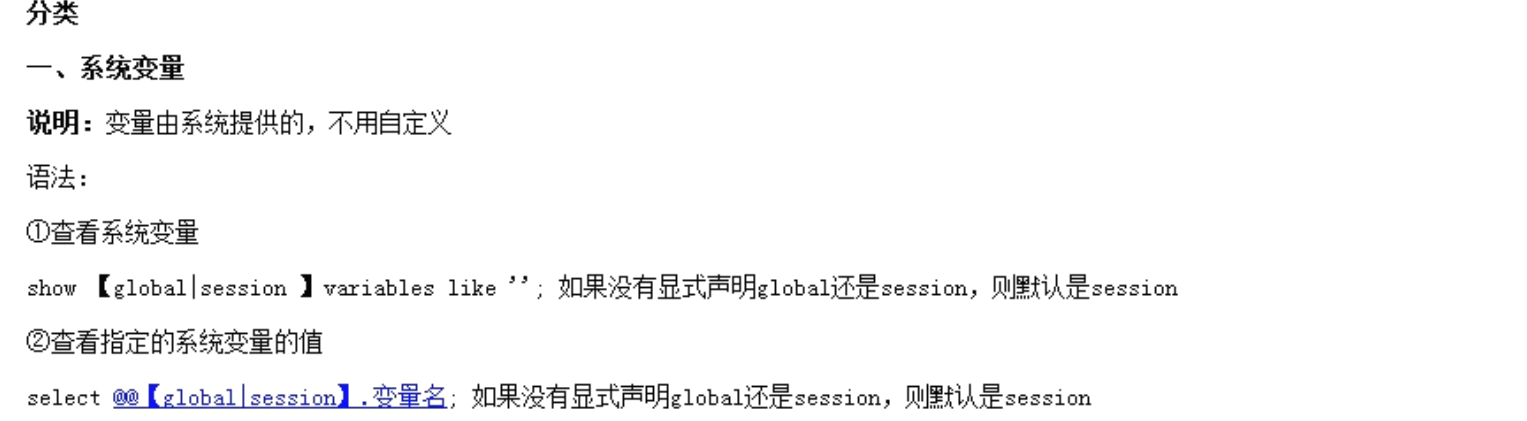 分类
一、系统变量
说明：变量由系统提供的，不用自定义
语法：
①查看系统变量
show 【global|session 】variables like ’’; 如果没有显式声明global还是session，则默认是session
②查看指定的系统变量的值
select @@【global|session】.变量名; 如果没有显式声明global还是session，则默认是session